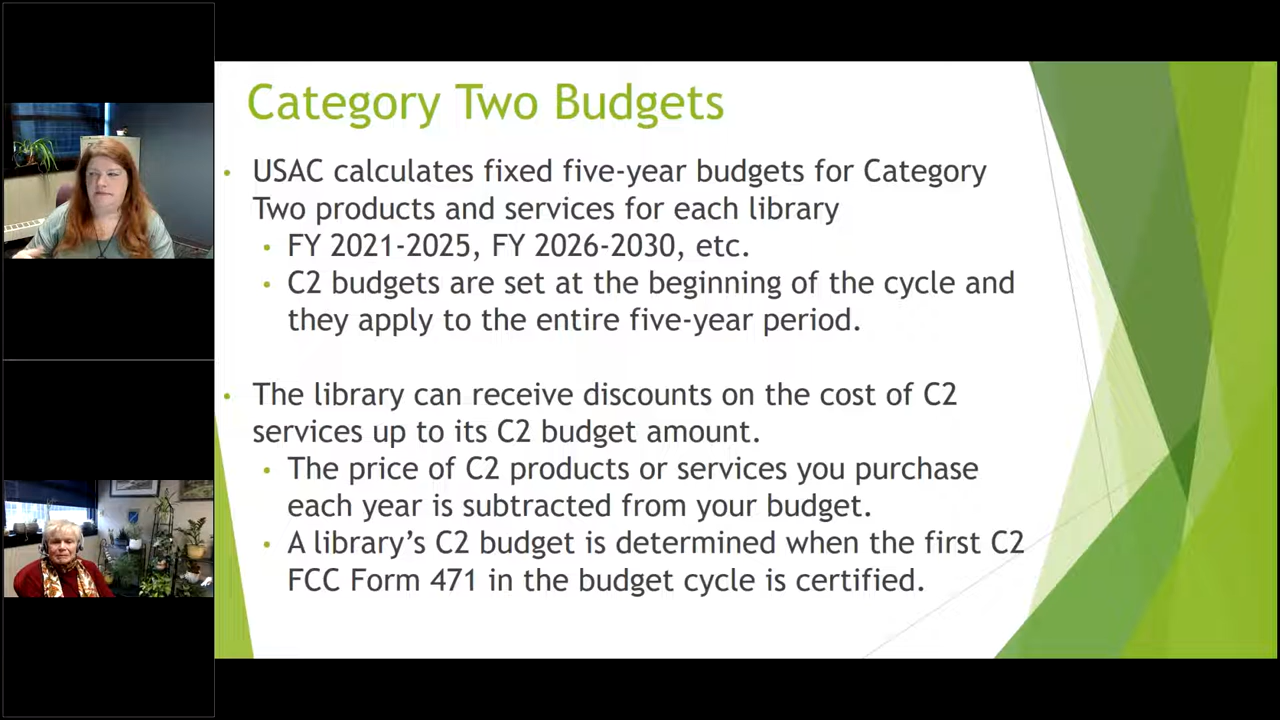 Category Two Budgets
• USAC calculates fixed five-year budgets for Category
Two products and services for each library
• FY 2021-2025, FY 2026-2030, etc.
• C2 budgets are set at the beginning of the cycle and
they apply to the entire five-year period.
• The library can receive discounts on the cost of C2
services up to its C2 budget amount.
• The price of C2 products or services you purchase
each year is subtracted from your budget.
• A library’s C2 budget is determined when the first C2
FCC Form 471 in the budget cycle is certified.